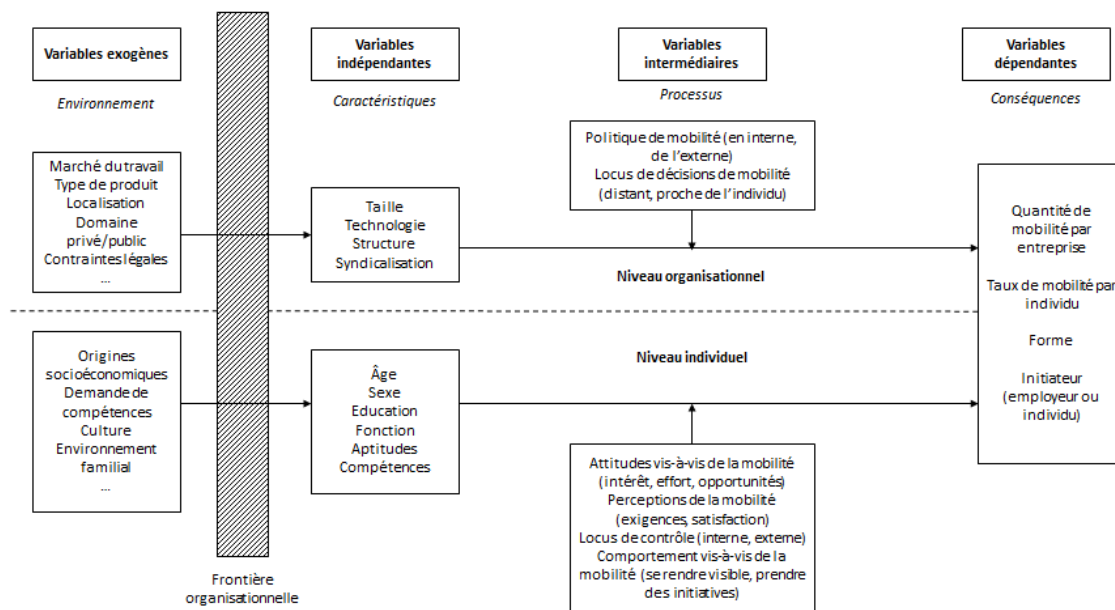 Variables exogènes
Variables
indépendantes
Variables
intermédiaires
Variables
dépendantes
Environnement
Caractéristiques
Processus
Conséquences
Marché du travail
Type de produit
Localisation
Domaine
privé/public
Contraintes légales
...
Taille
Technologie
Structure
Syndicalisation
Politique de mobilité (en interne,
de l'externe)
Locus de décisions de mobilité
(distant, proche de l'individu)
Niveau organisationnel
Quantité de
mobilité par
entreprise
Taux de mobilité par
individu
Forme
Initiateur
(employeur ou
individu)
Niveau individuel
Origines
socioéconomiques
Demande de
compétences
Culture
Environnement
familial
...
Âge
Sexe
Education
Fonction
Aptitudes
Compétences
Attitudes vis-à-vis de la mobilité
(intérêt, effort, opportunités)
Perceptions de la mobilité
(exigences, satisfaction)
Locus de contrôle (interne, externe)
Comportement vis-à-vis de la
mobilité (se rendre visible, prendre
des initiatives)
Frontière
organisationnelle